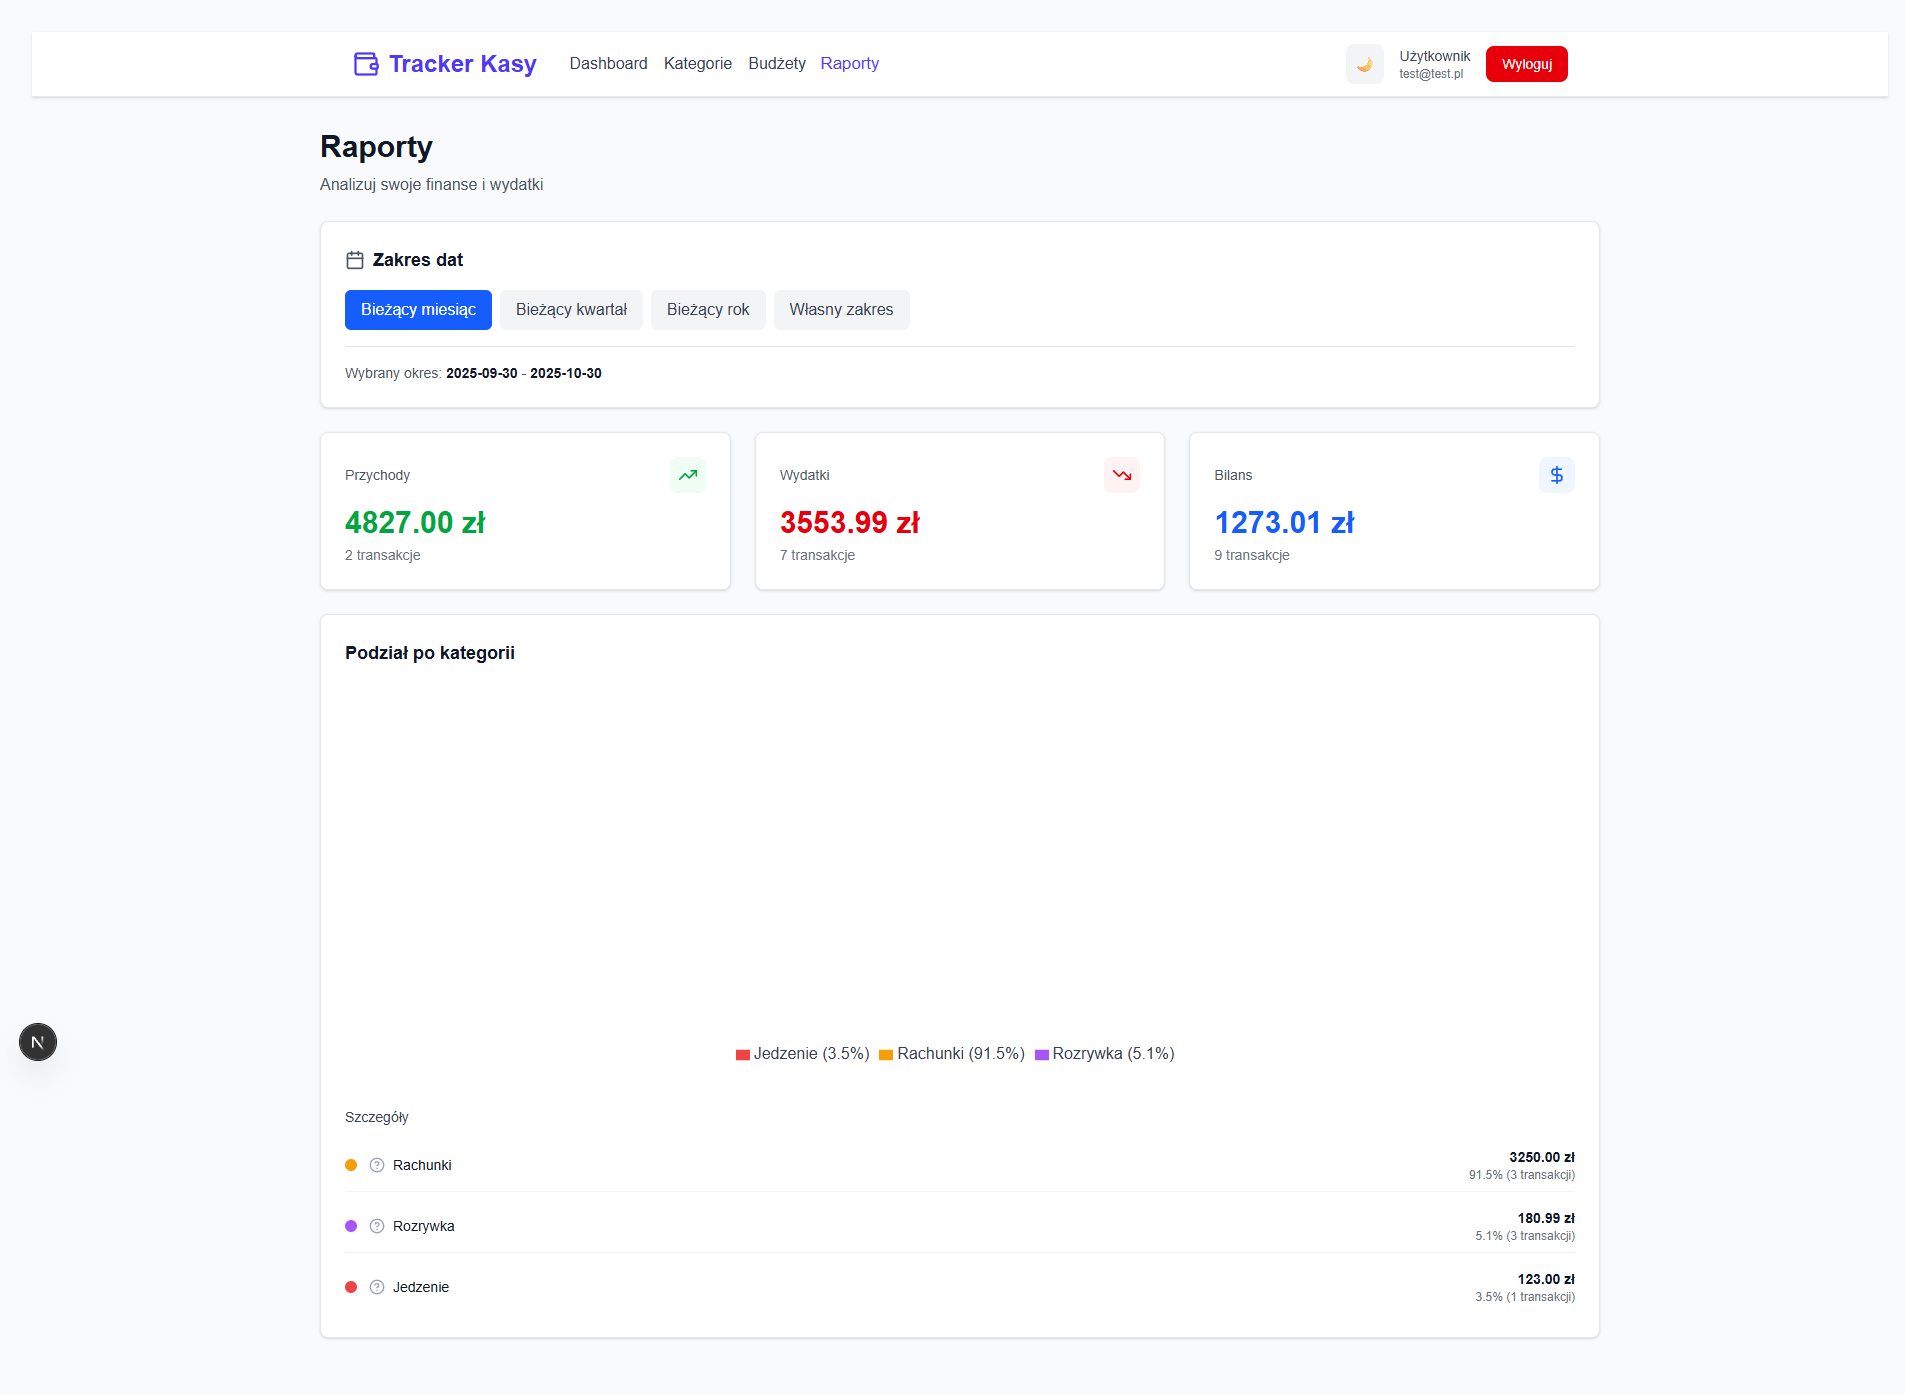 Tracker Kasy Dashboard Kategorie Budżety Raporty Użytkownik Wyloguj
test@test.pl
Raporty
Analizuj swoje finanse i wydatki
Zakres dat
Bieżący miesiąc Bieżący kwartał Bieżący rok Własny zakres
Wybrany okres: 2025-09-30 - 2025-10-30
Przychody
4827.00 zł
2 transakcje
Wydatki
3553.99 zł
7 transakcje
Bilans
1273.01 zł
9 transakcje
Podział po kategorii
Jedzenie (3.5%) Rachunki (91.5%) Rozrywka (5.1%)
N
Szczegóły
Rachunki 3250.00 zł
91.5% (3 transakcji)
Rozrywka 180.99 zł
5.1% (3 transakcji)
Jedzenie 123.00 zł
3.5% (1 transakcji)